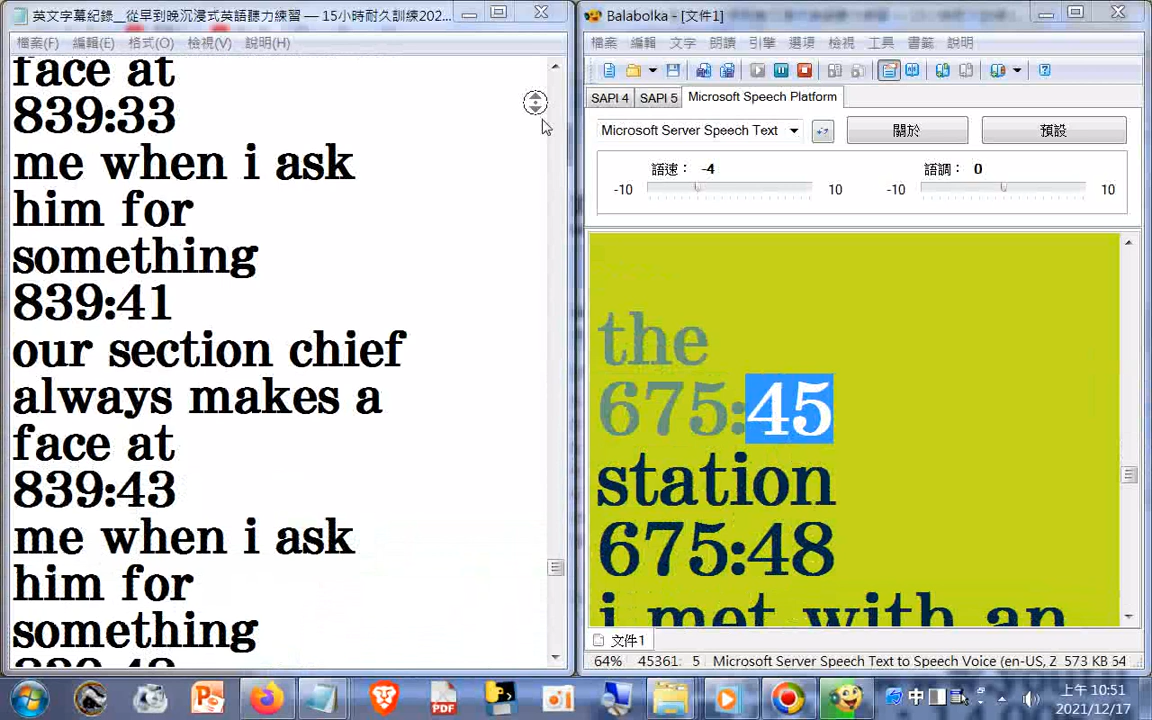 英文字幕紀錄__從早到晚沉浸式英語聽力練習 — 15小時耐久訓練202...
檔案(F) 編輯(E) 格式(O) 檢視(V) 說明(H)
face at
839:33
me when i ask
him for
something
839:41
our section chief
always makes a
face at
839:43
me when i ask
him for
something
Balabolka - [文件1]
檔案 編輯 文字 朗讀 引擎 選項 檢視 工具 書籤 說明
SAPI 4 SAPI 5 Microsoft Speech Platform
Microsoft Server Speech Text 關於 預設
語速： -4 語調： 0
-10 10 -10 10
the
675:45
station
675:48
i met with an
文件1
64% 45361: 5 Microsoft Server Speech Text to Speech Voice (en-US, Z 573 KB 54
PDF
中
上午 10:51
2021/12/17